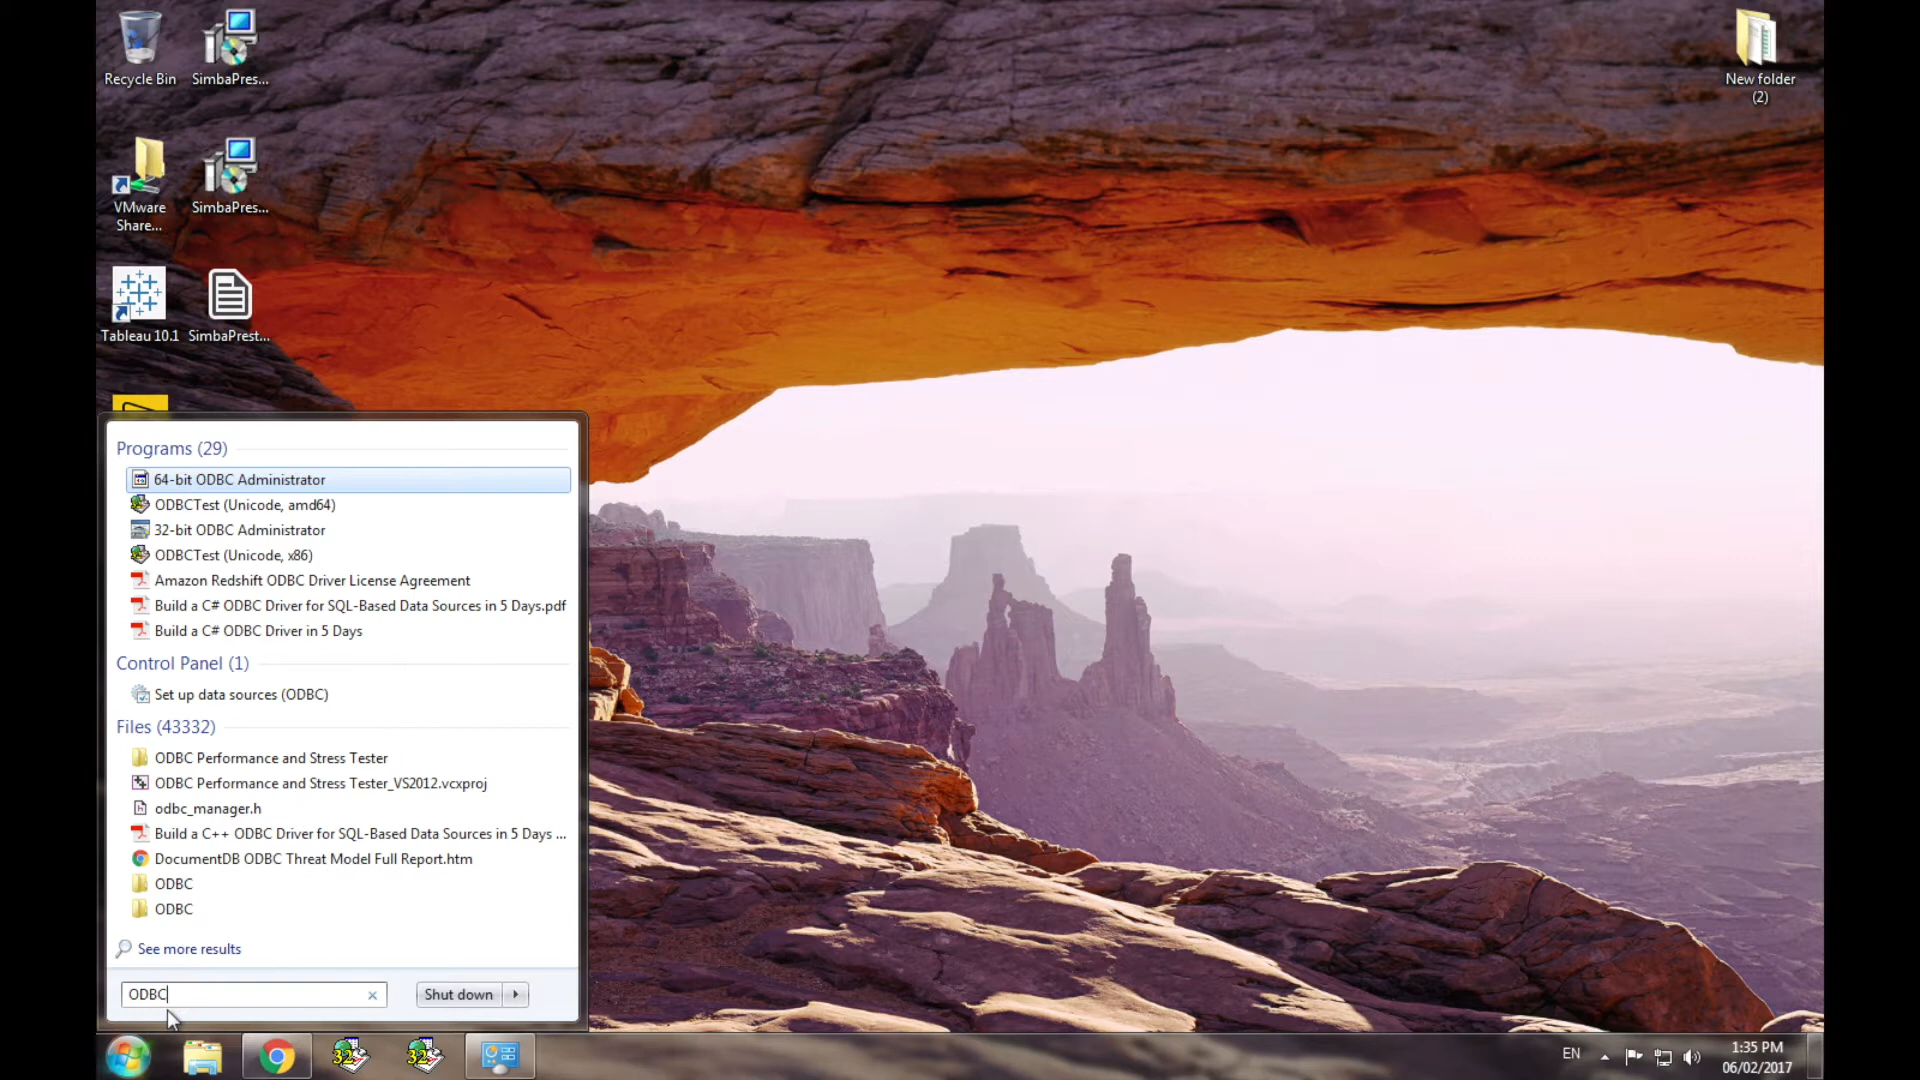 Recycle Bin
SimbaPres...
VMware
Share...
SimbaPres...
Tableau 10.1
SimbaPrest...
New folder
(2)
Programs (29)
64-bit ODBC Administrator
ODBCTest (Unicode, amd64)
32-bit ODBC Administrator
ODBCTest (Unicode, x86)
Amazon Redshift ODBC Driver License Agreement
Build a C# ODBC Driver for SQL-Based Data Sources in 5 Days.pdf
Build a C# ODBC Driver in 5 Days
Control Panel (1)
Set up data sources (ODBC)
Files (43332)
ODBC Performance and Stress Tester
ODBC Performance and Stress Tester_VS2012.vcxproj
odbc_manager.h
Build a C++ ODBC Driver for SQL-Based Data Sources in 5 Days ...
DocumentDB ODBC Threat Model Full Report.htm
ODBC
ODBC
See more results
ODBC
Shut down
32
32
EN
1:35 PM
06/02/2017